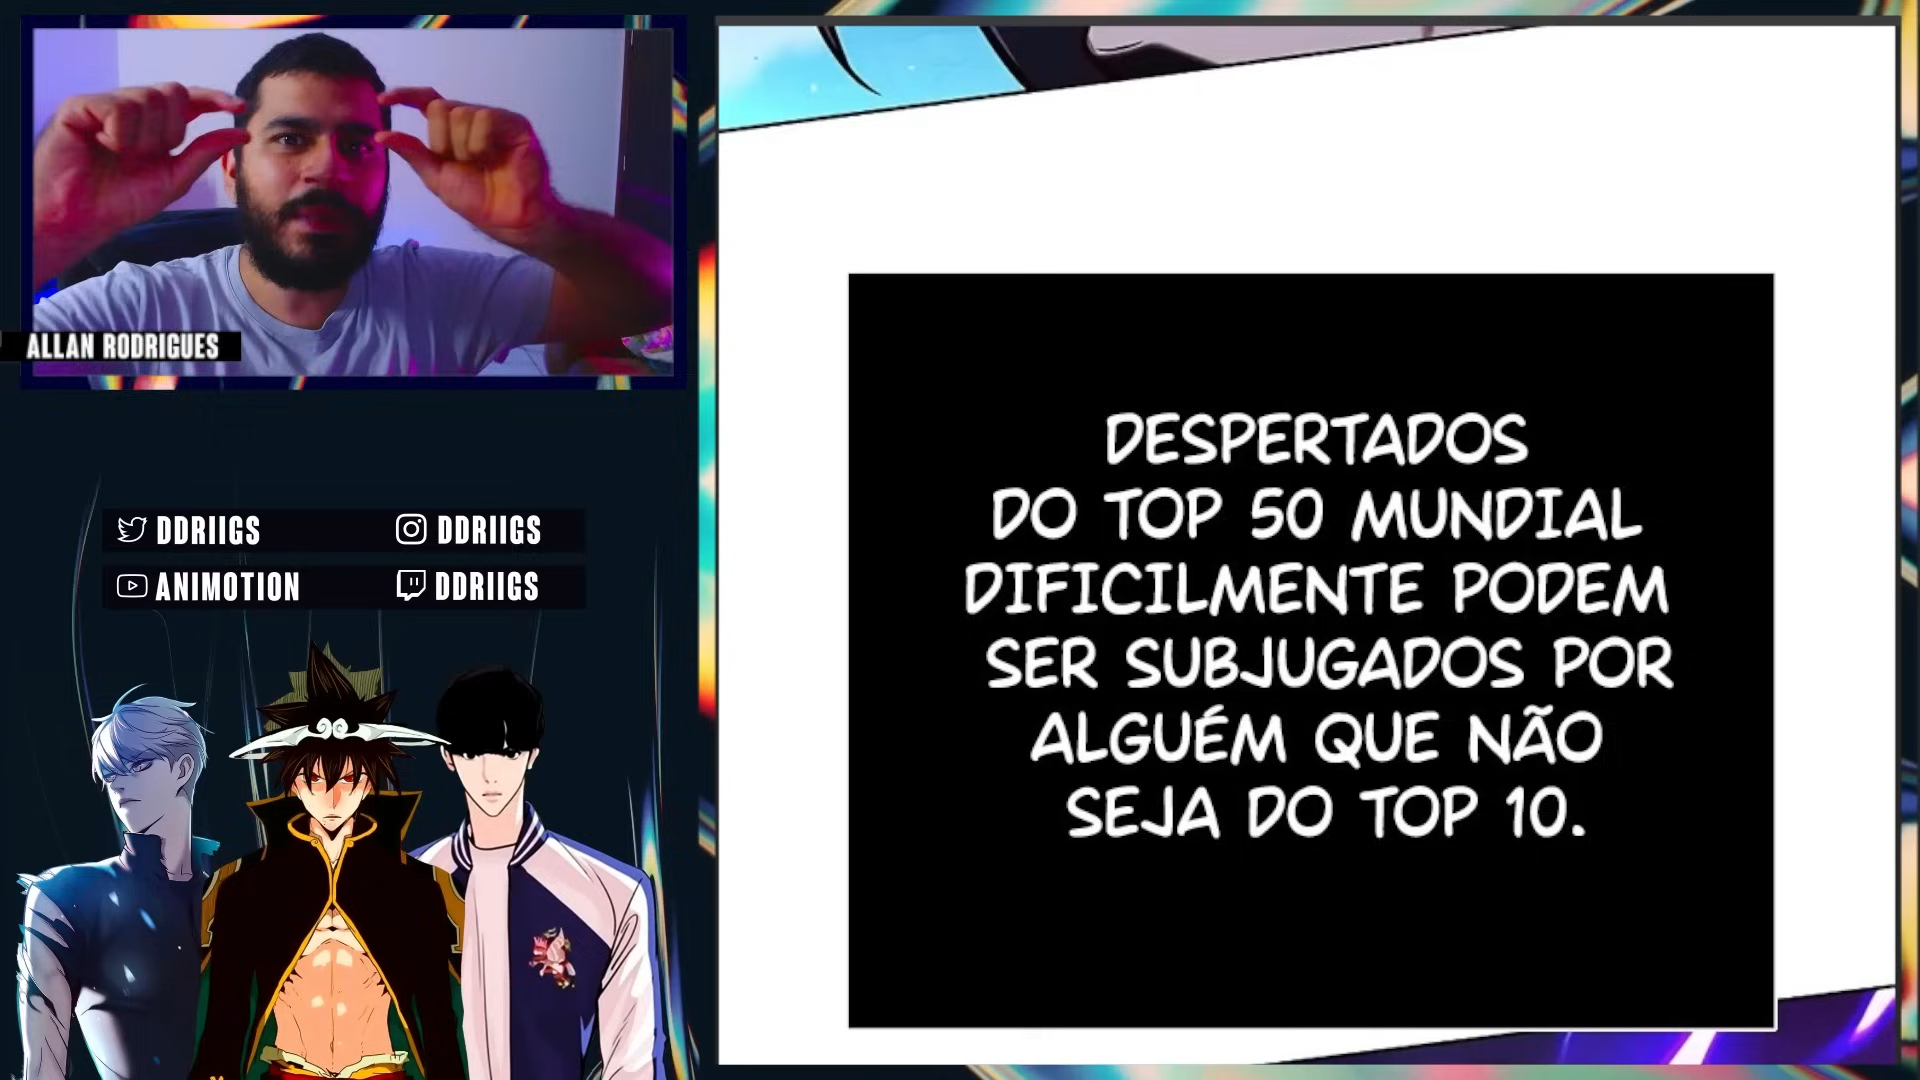 ALLAN RODRIGUES
DDRIIGS
DDRIIGS
ANIMOTION
DDRIIGS
DESPERTADOS
DO TOP 50 MUNDIAL
DIFICILMENTE PODEM
SER SUBJUGADOS POR
ALGUÉM QUE NÃO
SEJA DO TOP 10.